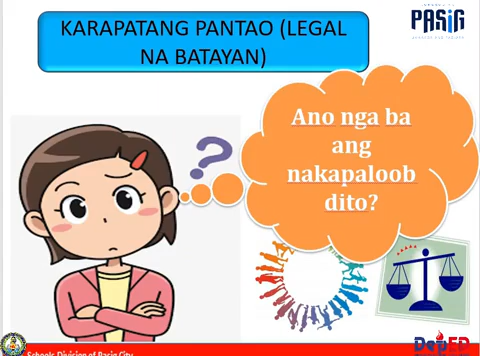 KARAPATANG PANTAO (LEGAL
NA BATAYAN)
PASIG
Ano nga ba
ang
nakapaloob
dito?
?
Schools Division of Pasig City
DepED